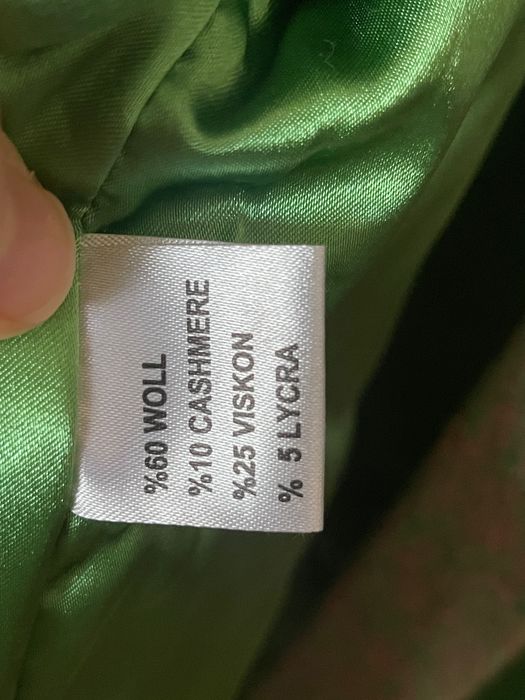 %60 WOLL
%10 CASHMERE
%25 VISKON
% 5 LYCRA